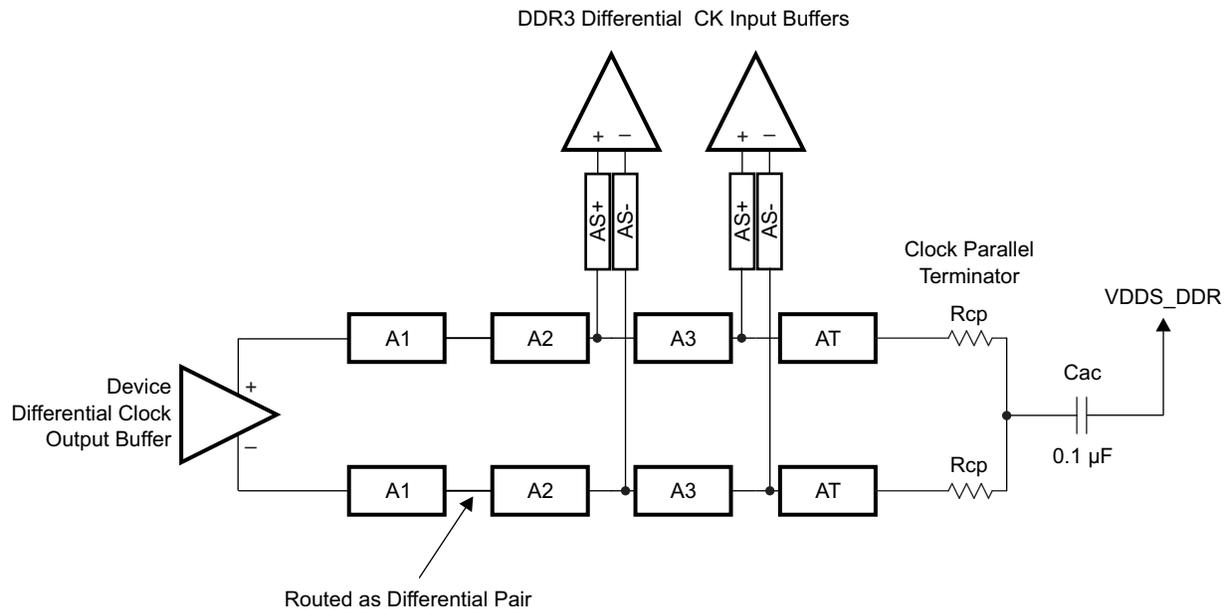 DDR3 Differential CK Input Buffers
+ – + –
AS+ AS- AS+ AS-
Clock Parallel
Terminator
VDDS_DDR
Rcp
A1 A2 A3 AT
Cac
Device
Differential Clock
Output Buffer
+
–
0.1 µF
Rcp
A1 A2 A3 AT
Routed as Differential Pair